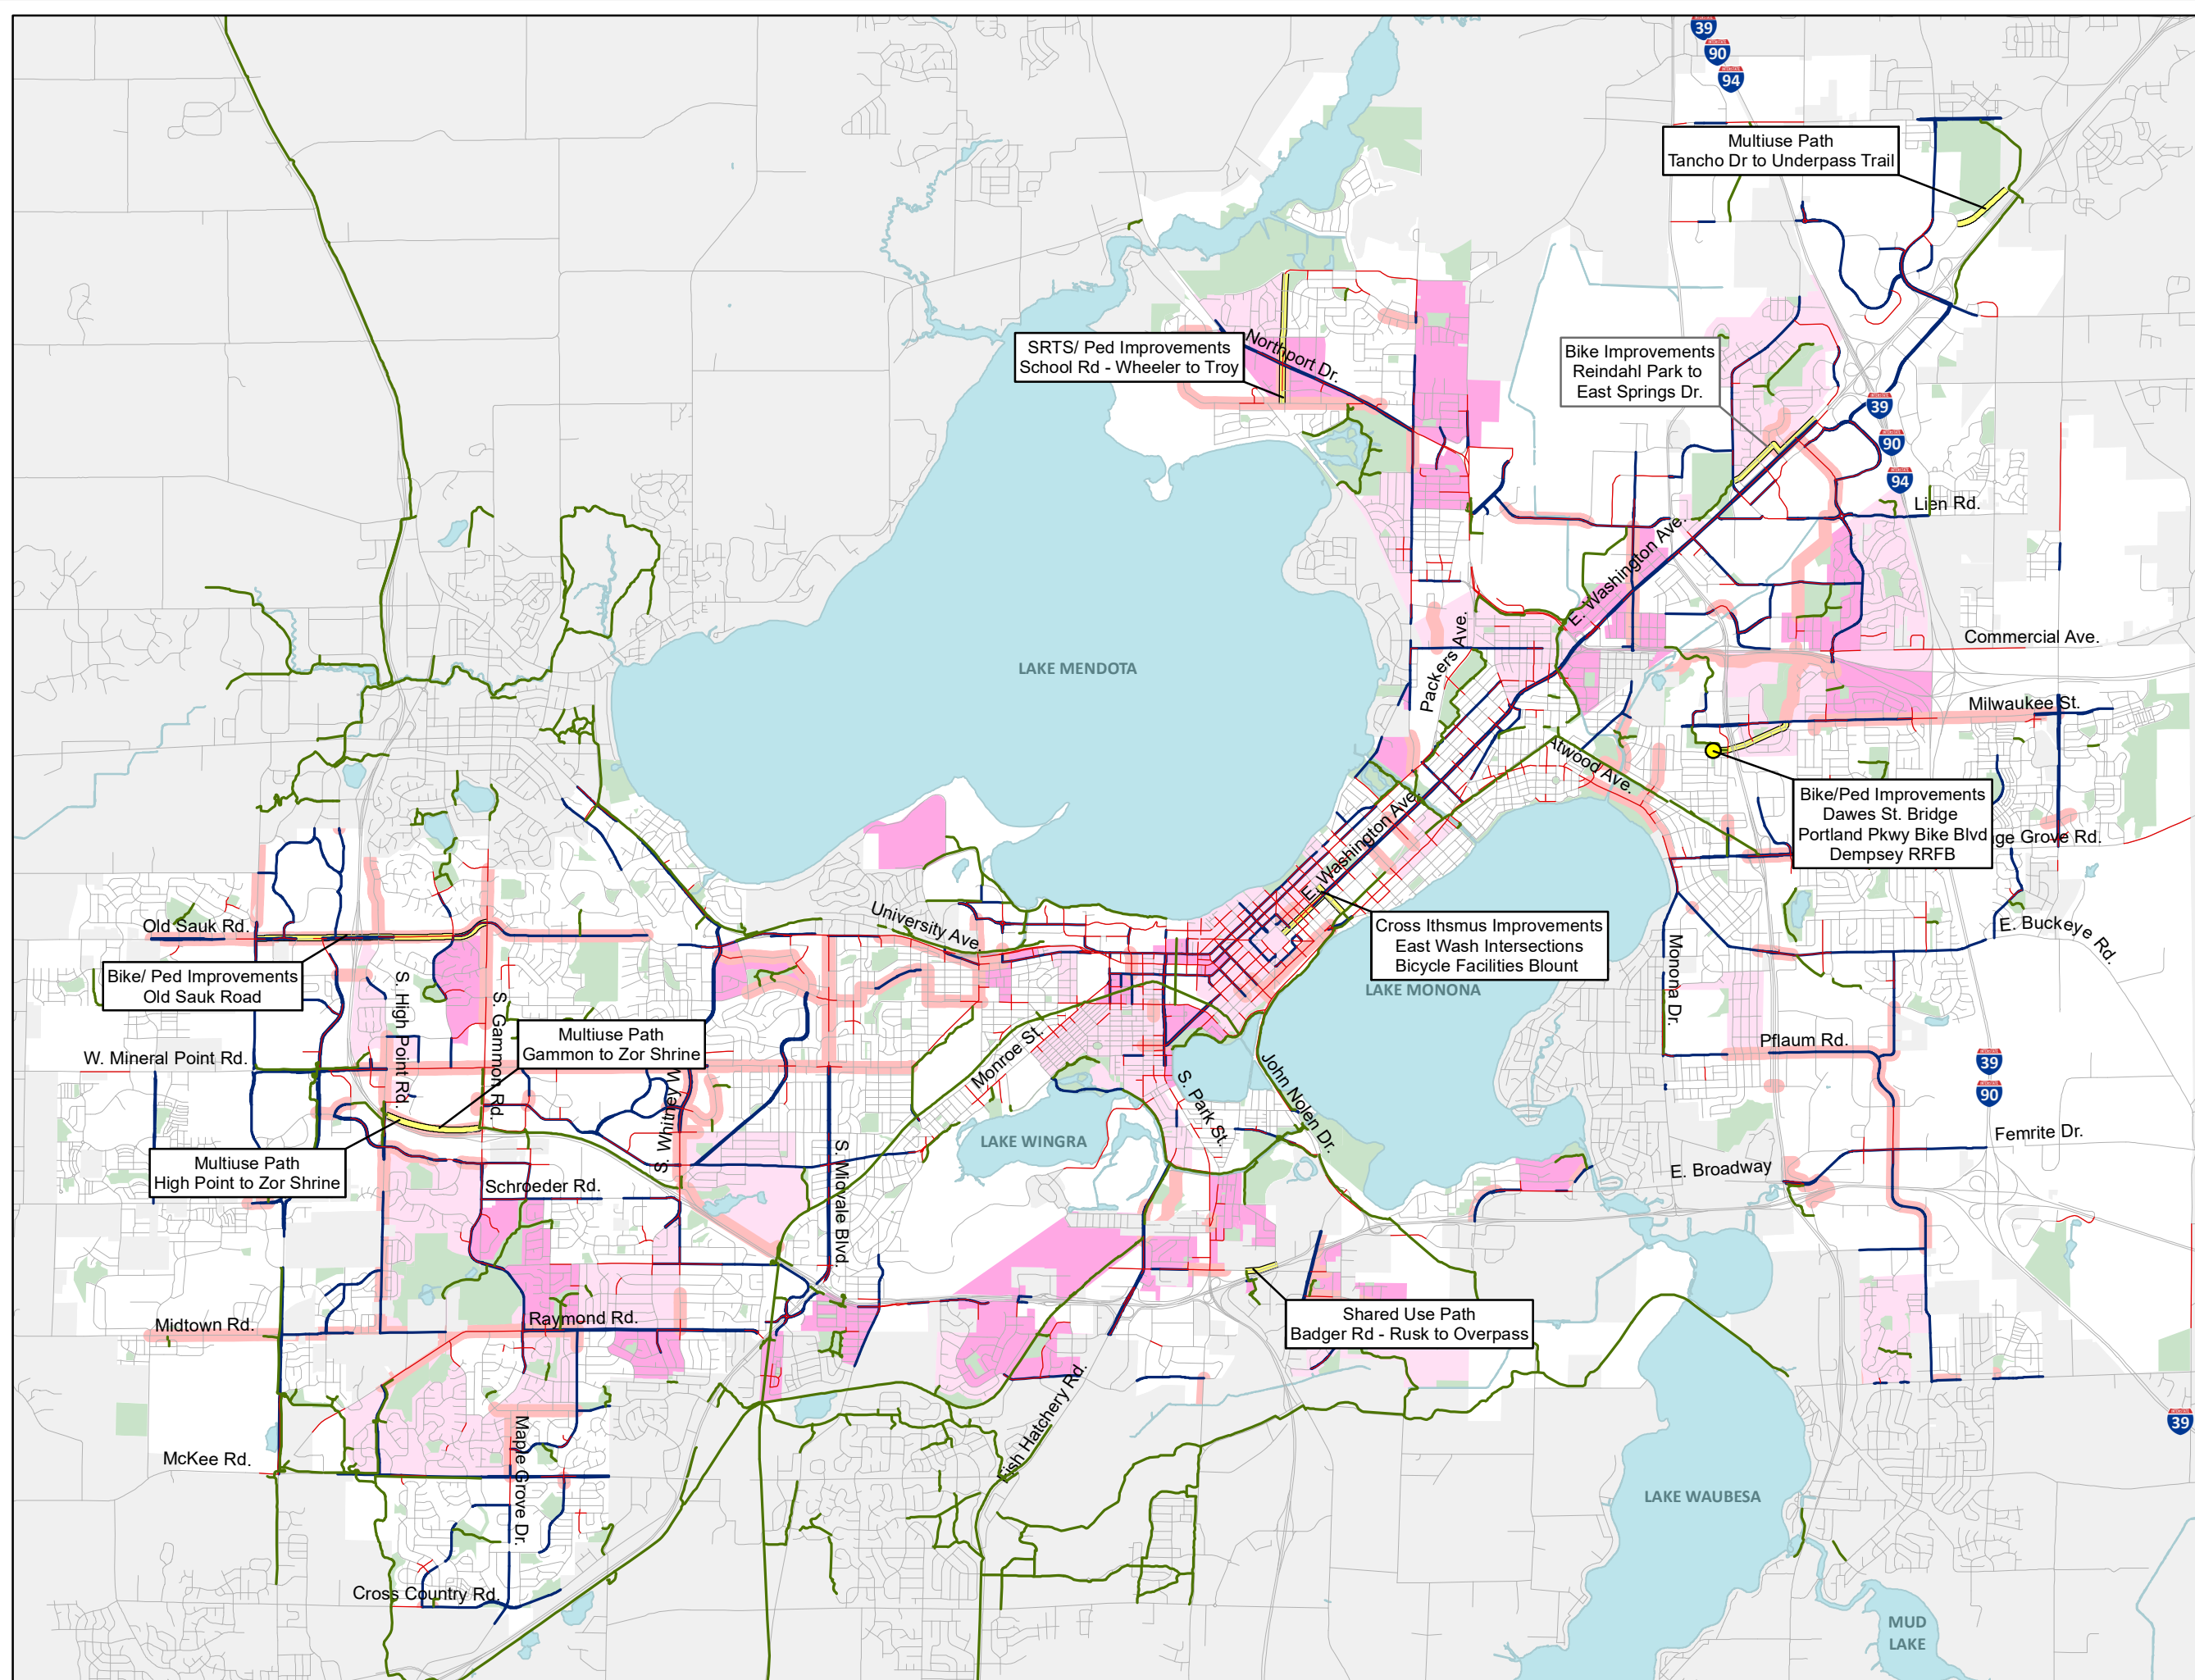 39
90
94
Multiuse Path
Tancho Dr to Underpass Trail
SRTS/ Ped Improvements
School Rd - Wheeler to Troy
Northport Dr.
Bike Improvements
Reindahl Park to
East Springs Dr.
39
90
94
Lien Rd.
E. Washington Ave.
Packers Ave.
Commercial Ave.
LAKE MENDOTA
Milwaukee St.
Atwood Ave.
Bike/Ped Improvements
Dawes St. Bridge
Portland Pkwy Bike Blvd
Dempsey RRFB
ge Grove Rd.
E. Washington Ave.
University Ave.
Old Sauk Rd.
Cross Ithsmus Improvements
East Wash Intersections
Bicycle Facilities Blount
E. Buckeye Rd.
Bike/ Ped Improvements
Old Sauk Road
LAKE MONONA
Monona Dr.
S. High Point Rd.
S. Gammon Rd.
Multiuse Path
Gammon to Zor Shrine
W. Mineral Point Rd.
Monroe St.
Pflaum Rd.
39
90
S. Whitney W
S. Park St.
John Nolen Dr.
LAKE WINGRA
Femrite Dr.
Multiuse Path
High Point to Zor Shrine
E. Broadway
Schroeder Rd.
S. Midvale Blvd.
Midtown Rd.
Raymond Rd.
Shared Use Path
Badger Rd - Rusk to Overpass
Fish Hatchery Rd.
39
McKee Rd.
Maple Grove Dr.
LAKE WAUBESA
Cross Country Rd.
MUD
LAKE